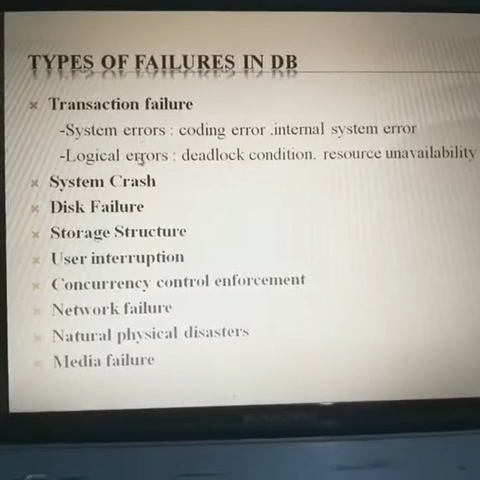 TYPES OF FAILURES IN DB
Transaction failure
-System errors : coding error .internal system error
-Logical errors : deadlock condition. resource unavailability
System Crash
Disk Failure
Storage Structure
User interruption
Concurrency control enforcement
Network failure
Natural physical disasters
Media failure